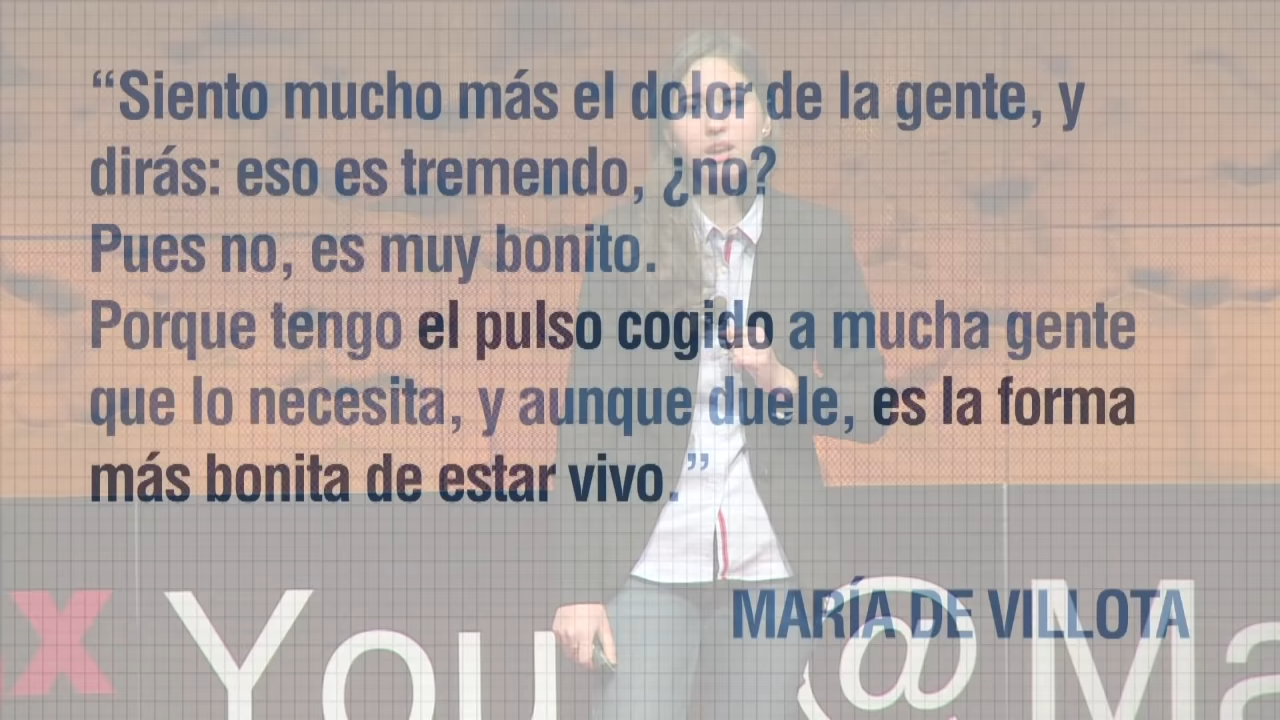 “Siento mucho más el dolor de la gente, y
dirás: eso es tremendo, ¿no?
Pues no, es muy bonito.
Porque tengo el pulso cogido a mucha gente
que lo necesita, y aunque duele, es la forma
más bonita de estar vivo.”
MARÍA DE VILLOTA
x You @ Ma